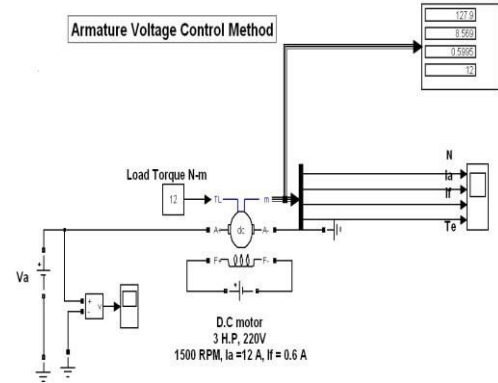 Armature Voltage Control Method
127.9
8.569
0.5995
12
Load Torque N-m
12
TL
m
N
Ia
If
Te
A+
dc
A-
F+
F-
Va
+
-
v
+
D.C motor
3 H.P, 220V
1500 RPM, Ia =12 A, If = 0.6 A